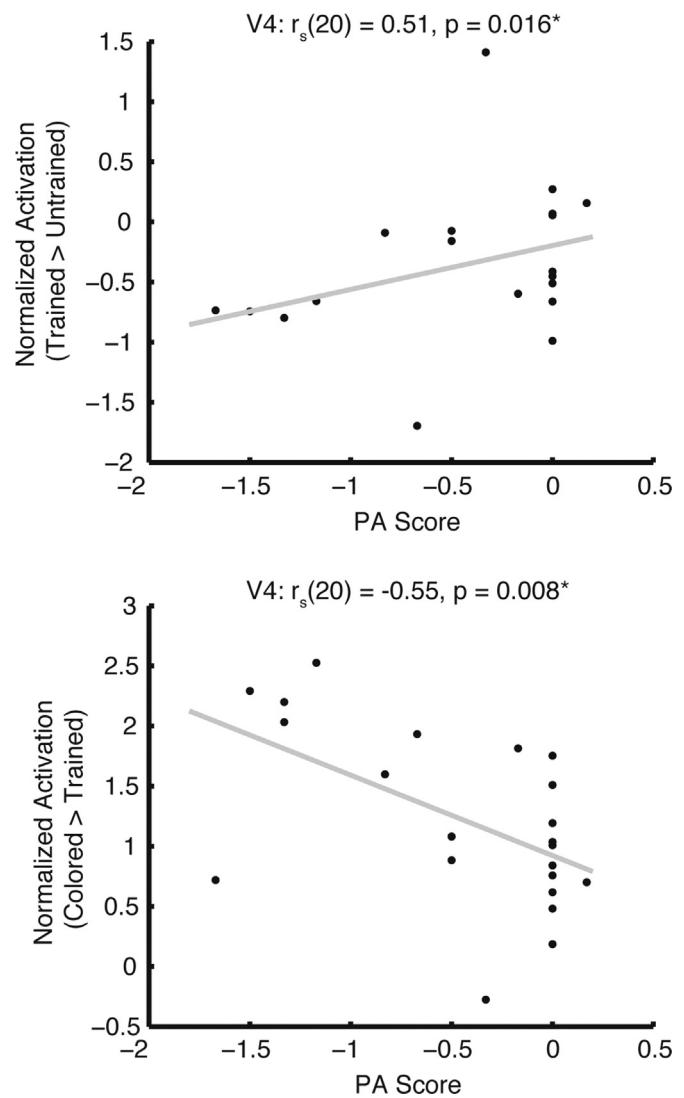 V4: rs(20) = 0.51, p = 0.016*
1.5
1
0.5
0
−0.5
−1
−1.5
−2
Normalized Activation
(Trained > Untrained)
−2 −1.5 −1 −0.5 0 0.5
PA Score
V4: rs(20) = -0.55, p = 0.008*
3
2.5
2
1.5
1
0.5
0
−0.5
Normalized Activation
(Colored > Trained)
−2 −1.5 −1 −0.5 0 0.5
PA Score